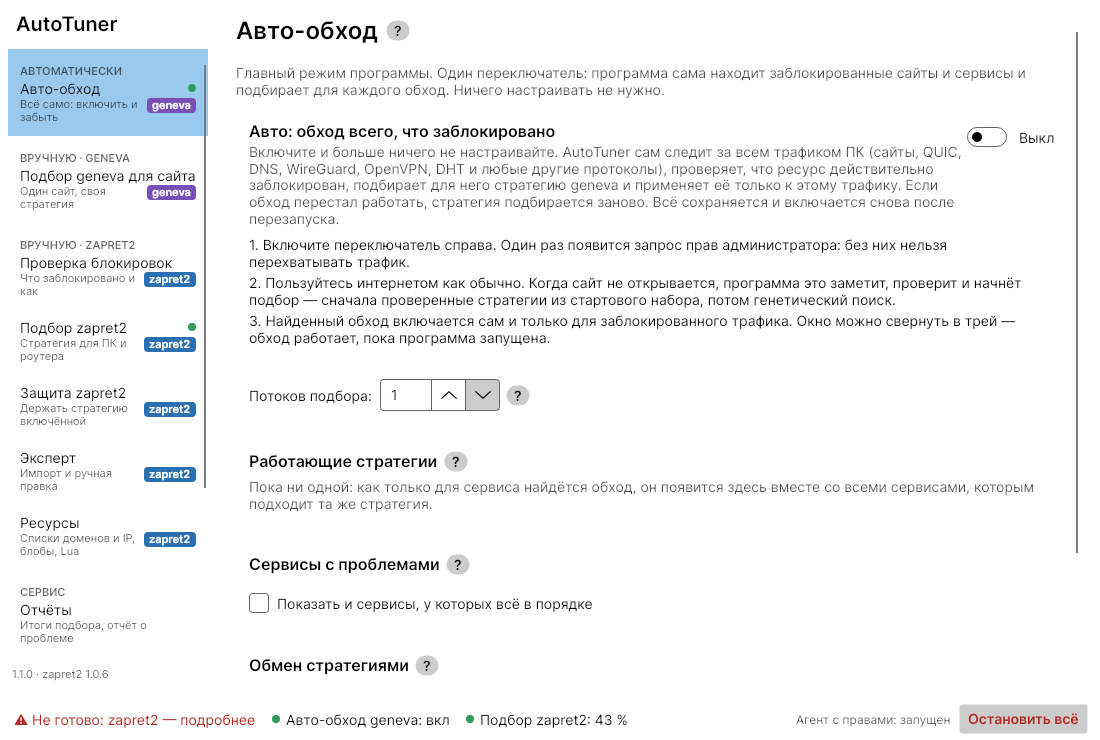 AutoTuner
АВТОМАТИЧЕСКИ
Авто-обход
Всё само: включить и
забыть
geneva
ВРУЧНУЮ · GENEVA
Подбор geneva для сайта
Один сайт, своя
стратегия
geneva
ВРУЧНУЮ · ZAPRET2
Проверка блокировок
Что заблокировано и
как
zapret2
Подбор zapret2
Стратегия для ПК и
роутера
zapret2
Защита zapret2
Держать стратегию
включённой
zapret2
Эксперт
Импорт и ручная
правка
zapret2
Ресурсы
Списки доменов и IP,
блобы, Lua
zapret2
СЕРВИС
Отчёты
Итоги подбора, отчёт о
проблеме
1.1.0 · zapret2 1.0.6
Авто-обход ?
Главный режим программы. Один переключатель: программа сама находит заблокированные сайты и сервисы и
подбирает для каждого обход. Ничего настраивать не нужно.
Авто: обход всего, что заблокировано
Включите и больше ничего не настраивайте. AutoTuner сам следит за всем трафиком ПК (сайты, QUIC,
DNS, WireGuard, OpenVPN, DHT и любые другие протоколы), проверяет, что ресурс действительно
заблокирован, подбирает для него стратегию geneva и применяет её только к этому трафику. Если
обход перестал работать, стратегия подбирается заново. Всё сохраняется и включается снова после
перезапуска.
Выкл
1. Включите переключатель справа. Один раз появится запрос прав администратора: без них нельзя
перехватывать трафик.
2. Пользуйтесь интернетом как обычно. Когда сайт не открывается, программа это заметит, проверит и начнёт
подбор — сначала проверенные стратегии из стартового набора, потом генетический поиск.
3. Найденный обход включается сам и только для заблокированного трафика. Окно можно свернуть в трей —
обход работает, пока программа запущена.
Потоков подбора: 1 ?
Работающие стратегии ?
Пока ни одной: как только для сервиса найдётся обход, он появится здесь вместо со всеми сервисами, которым
подходит та же стратегия.
Сервисы с проблемами ?
Показать и сервисы, у которых всё в порядке
Обмен стратегиями ?
Не готово: zapret2 — подробнее
Авто-обход geneva: вкл
Подбор zapret2: 43 %
Агент с правами: запущен
Остановить всё